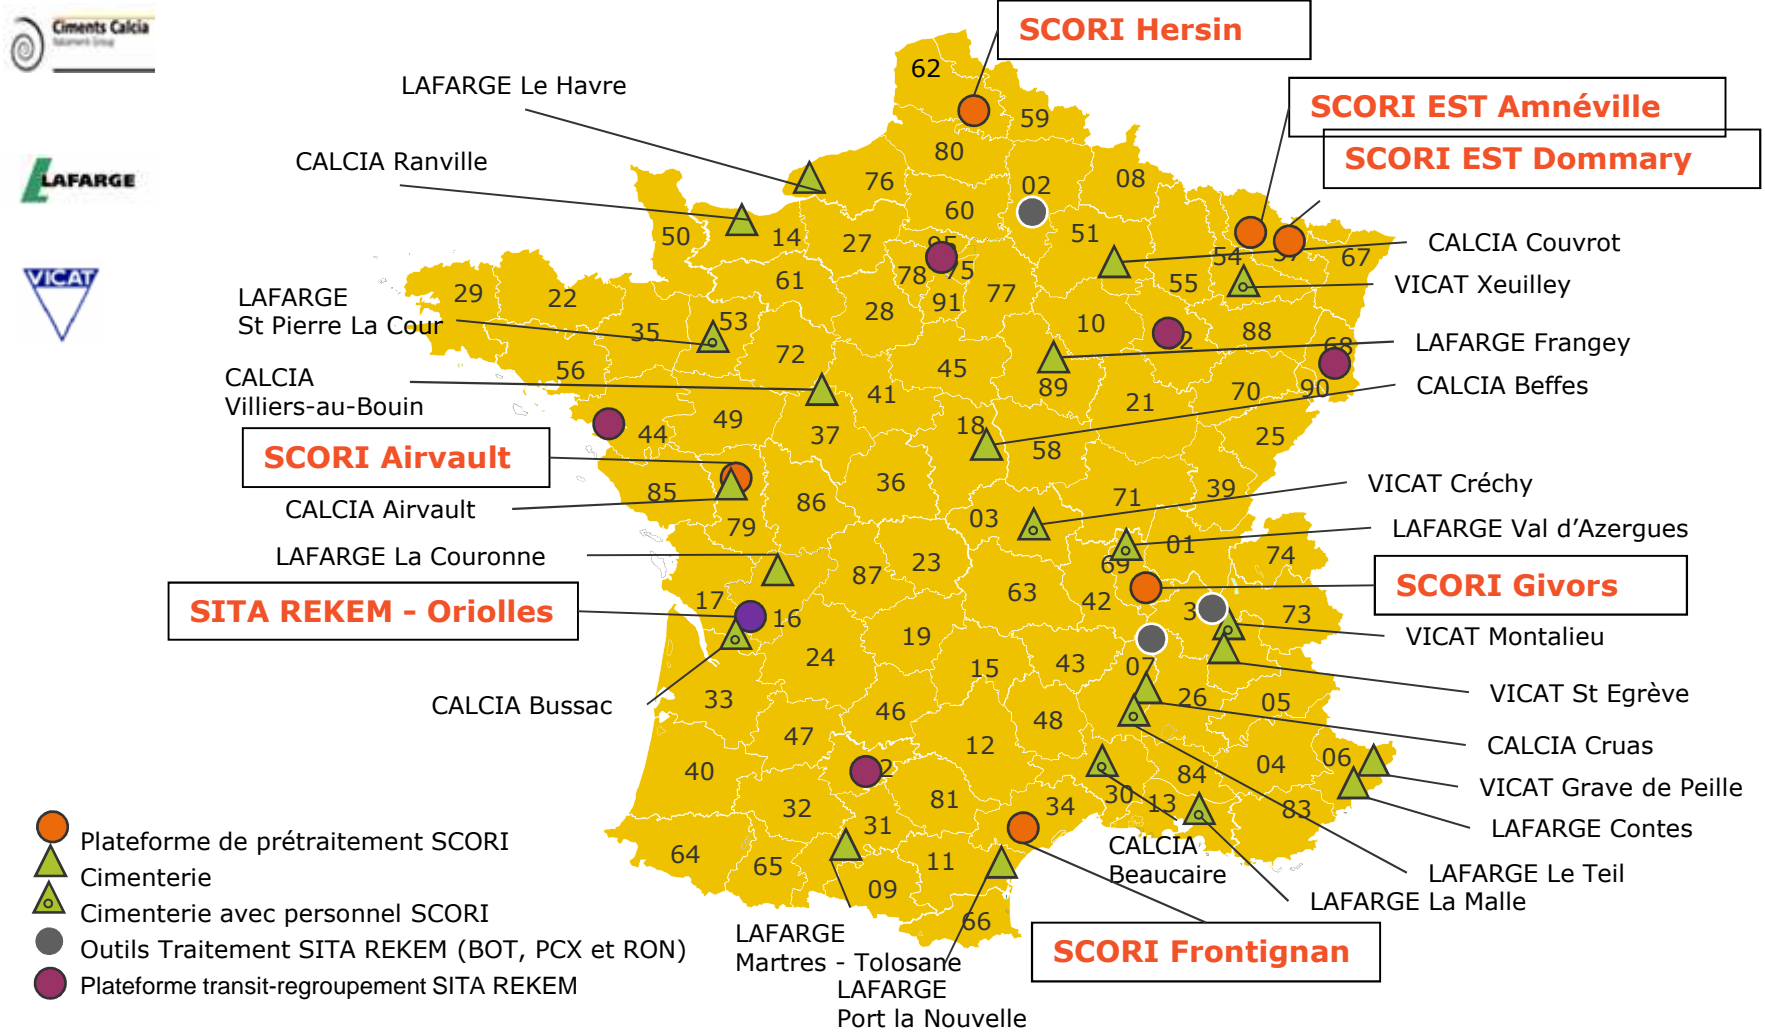 Ciments Calcia
LAFARGE
VICAT
SCORI Hersin
SCORI EST Amnéville
SCORI EST Dommary
LAFARGE Le Havre
CALCIA Ranville
LAFARGE
St Pierre La Cour
CALCIA
Villiers-au-Bouin
SCORI Airvault
CALCIA Airvault
LAFARGE La Couronne
SITA REKEM - Oriolles
CALCIA Bussac
CALCIA Couvrot
VICAT Xeuilley
LAFARGE Frangey
CALCIA Beffes
VICAT Créchy
LAFARGE Val d’Azergues
SCORI Givors
VICAT Montalieu
VICAT St Egrève
CALCIA Cruas
VICAT Grave de Peille
LAFARGE Contes
LAFARGE Le Teil
LAFARGE La Malle
CALCIA
Beaucaire
SCORI Frontignan
LAFARGE
Martres - Tolosane
LAFARGE
Port la Nouvelle
62
59
80
76
02
08
60
50
14
27
95
51
54
57
67
78
75
61
29
22
28
91
77
55
35
53
10
88
68
72
56
45
41
89
21
70
90
49
18
44
37
58
25
85
36
86
71
39
03
79
01
74
23
69
87
63
42
17
16
3
73
19
24
15
43
07
33
46
48
26
05
47
12
40
2
84
04
06
32
81
34
30
13
83
31
64
65
11
09
66
2
Plateforme de prétraitement SCORI
Cimenterie
Cimenterie avec personnel SCORI
Outils Traitement SITA REKEM (BOT, PCX et RON)
Plateforme transit-regroupement SITA REKEM